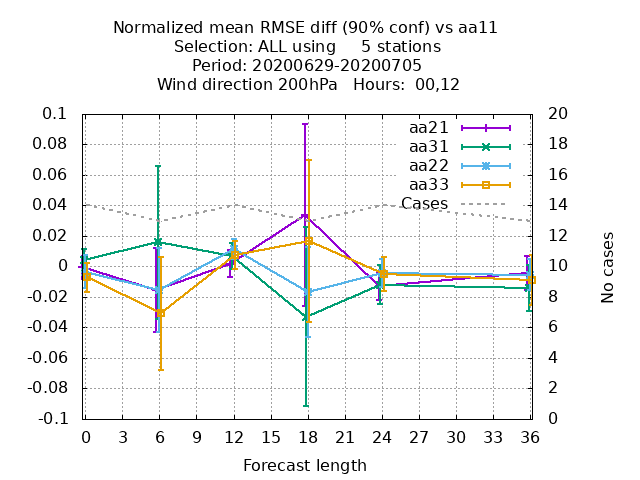 Normalized mean RMSE diff (90% conf) vs aa11
Selection: ALL using     5 stations
Period: 20200629-20200705
Wind direction 200hPa   Hours:  00,12
aa21
aa31
aa22
aa33
Cases
0.1
0.08
0.06
0.04
0.02
0
-0.02
-0.04
-0.06
-0.08
-0.1
20
18
16
14
12
10
8
6
4
2
0
No cases
0 3 6 9 12 15 18 21 24 27 30 33 36
Forecast length